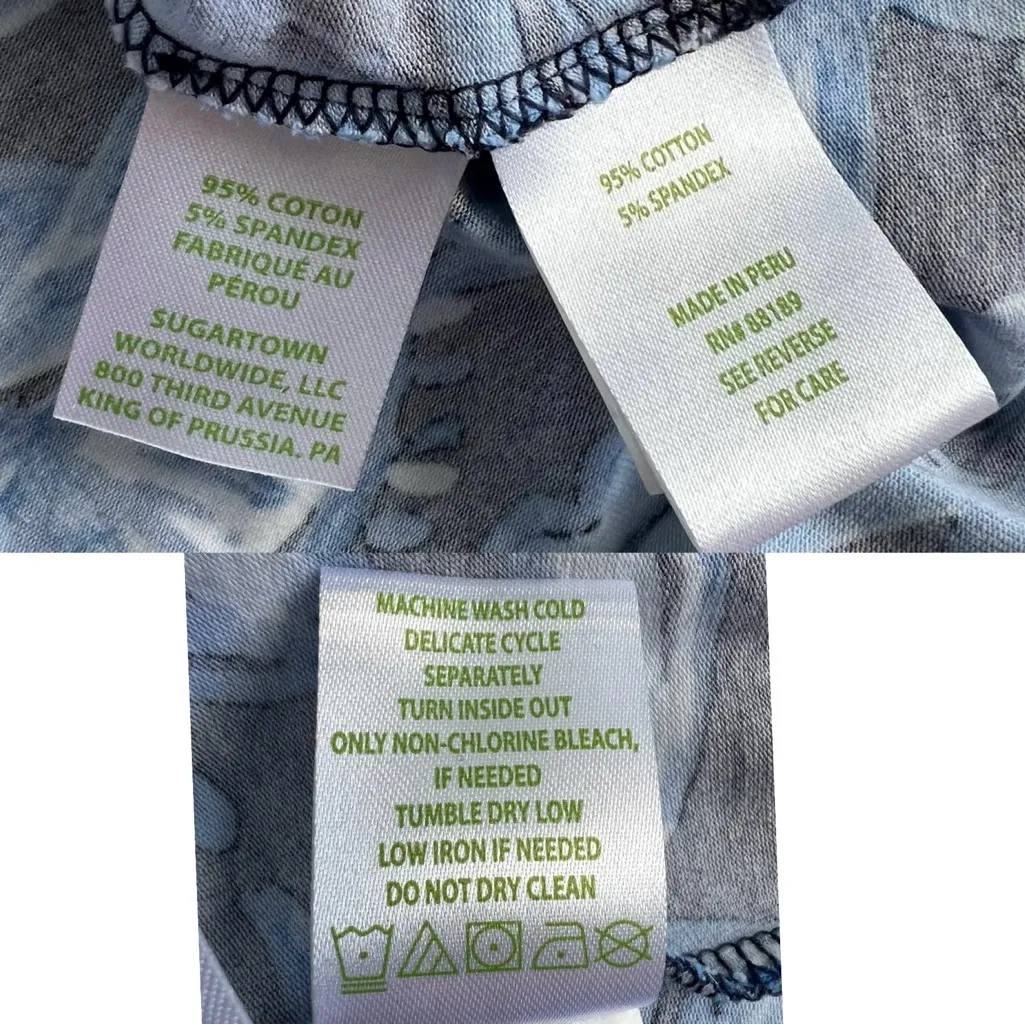 95% COTON
5% SPANDEX
FABRIQUÉ AU
PÉROU
SUGARTOWN
WORLDWIDE, LLC
800 THIRD AVENUE
KING OF PRUSSIA. PA
95% COTTON
5% SPANDEX
MADE IN PERU
RN# 88189
SEE REVERSE
FOR CARE
MACHINE WASH COLD
DELICATE CYCLE
SEPARATELY
TURN INSIDE OUT
ONLY NON-CHLORINE BLEACH,
IF NEEDED
TUMBLE DRY LOW
LOW IRON IF NEEDED
DO NOT DRY CLEAN